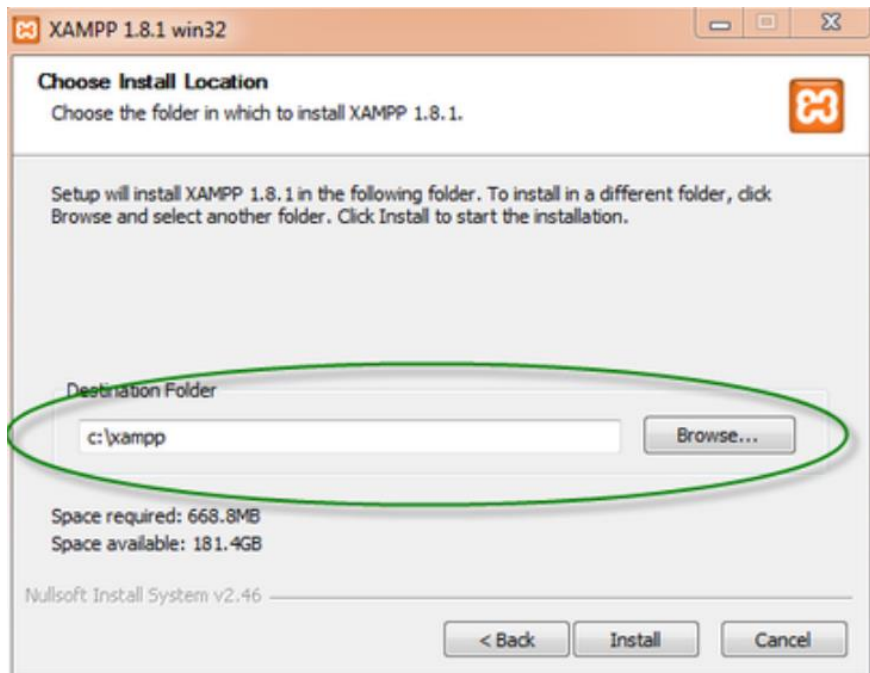 XAMPP 1.8.1 win32
Choose Install Location
Choose the folder in which to install XAMPP 1.8.1.
Setup will install XAMPP 1.8.1 in the following folder. To install in a different folder, click
Browse and select another folder. Click Install to start the installation.
Destination Folder
c:\xampp
Browse...
Space required: 668.8MB
Space available: 181.4GB
Nullsoft Install System v2.46
< Back
Install
Cancel